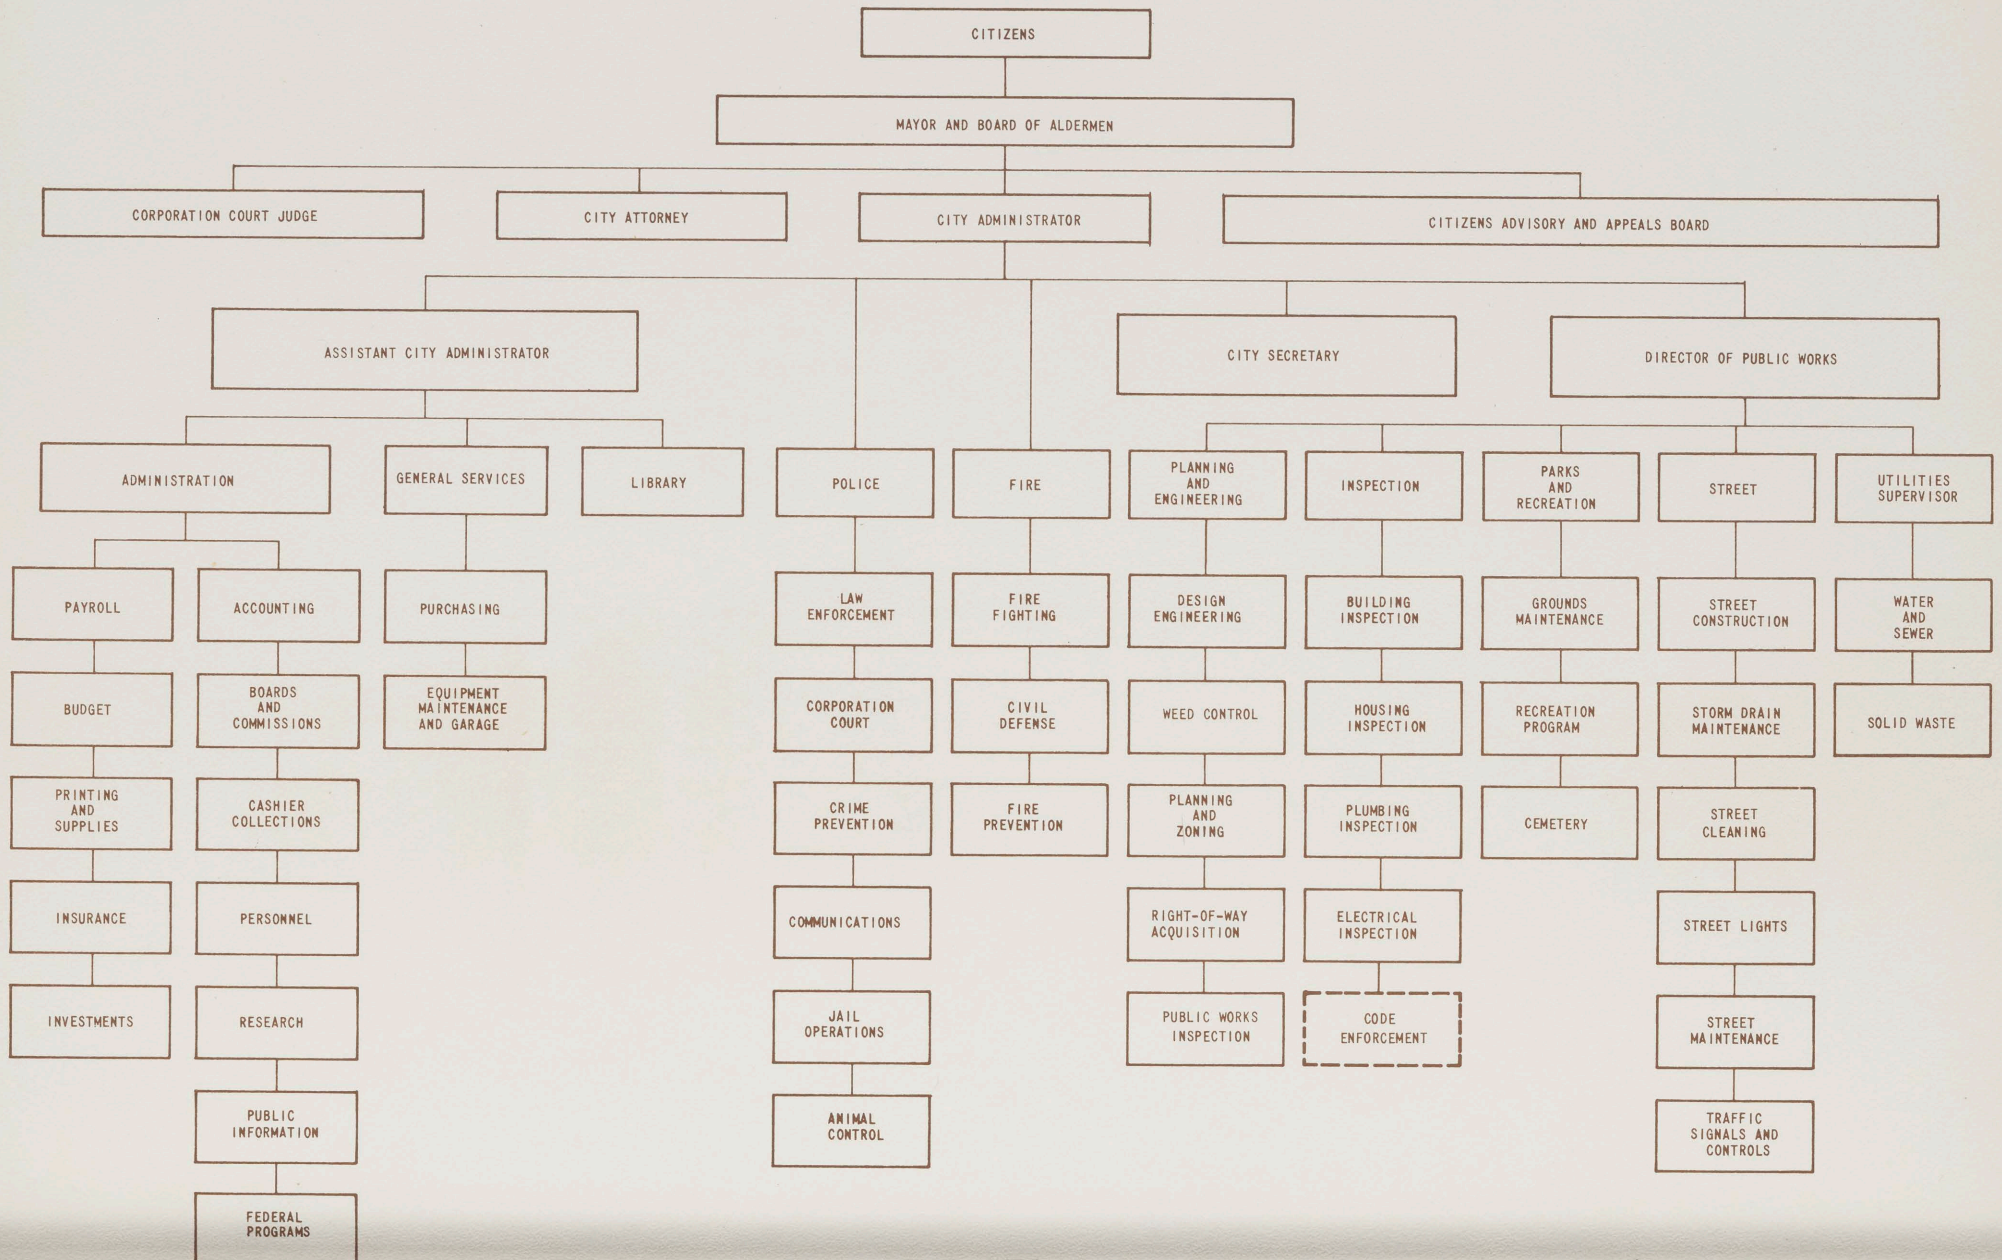 CITIZENS
MAYOR AND BOARD OF ALDERMEN
CORPORATION COURT JUDGE
CITY ATTORNEY
CITY ADMINISTRATOR
CITIZENS ADVISORY AND APPEALS BOARD
ASSISTANT CITY ADMINISTRATOR
CITY SECRETARY
DIRECTOR OF PUBLIC WORKS
ADMINISTRATION
GENERAL SERVICES
LIBRARY
POLICE
FIRE
PLANNING
AND
ENGINEERING
INSPECTION
PARKS
AND
RECREATION
STREET
UTILITIES
SUPERVISOR
PAYROLL
ACCOUNTING
PURCHASING
LAW
ENFORCEMENT
FIRE
FIGHTING
DESIGN
ENGINEERING
BUILDING
INSPECTION
GROUNDS
MAINTENANCE
STREET
CONSTRUCTION
WATER
AND
SEWER
BUDGET
BOARDS
AND
COMMISSIONS
EQUIPMENT
MAINTENANCE
AND GARAGE
CORPORATION
COURT
CIVIL
DEFENSE
WEED CONTROL
HOUSING
INSPECTION
RECREATION
PROGRAM
STORM DRAIN
MAINTENANCE
SOLID WASTE
PRINTING
AND
SUPPLIES
CASHIER
COLLECTIONS
CRIME
PREVENTION
FIRE
PREVENTION
PLANNING
AND
ZONING
PLUMBING
INSPECTION
CEMETERY
STREET
CLEANING
INSURANCE
PERSONNEL
COMMUNICATIONS
RIGHT-OF-WAY
ACQUISITION
ELECTRICAL
INSPECTION
STREET LIGHTS
INVESTMENTS
RESEARCH
JAIL
OPERATIONS
PUBLIC WORKS
INSPECTION
CODE
ENFORCEMENT
STREET
MAINTENANCE
PUBLIC
INFORMATION
ANIMAL
CONTROL
TRAFFIC
SIGNALS AND
CONTROLS
FEDERAL
PROGRAMS